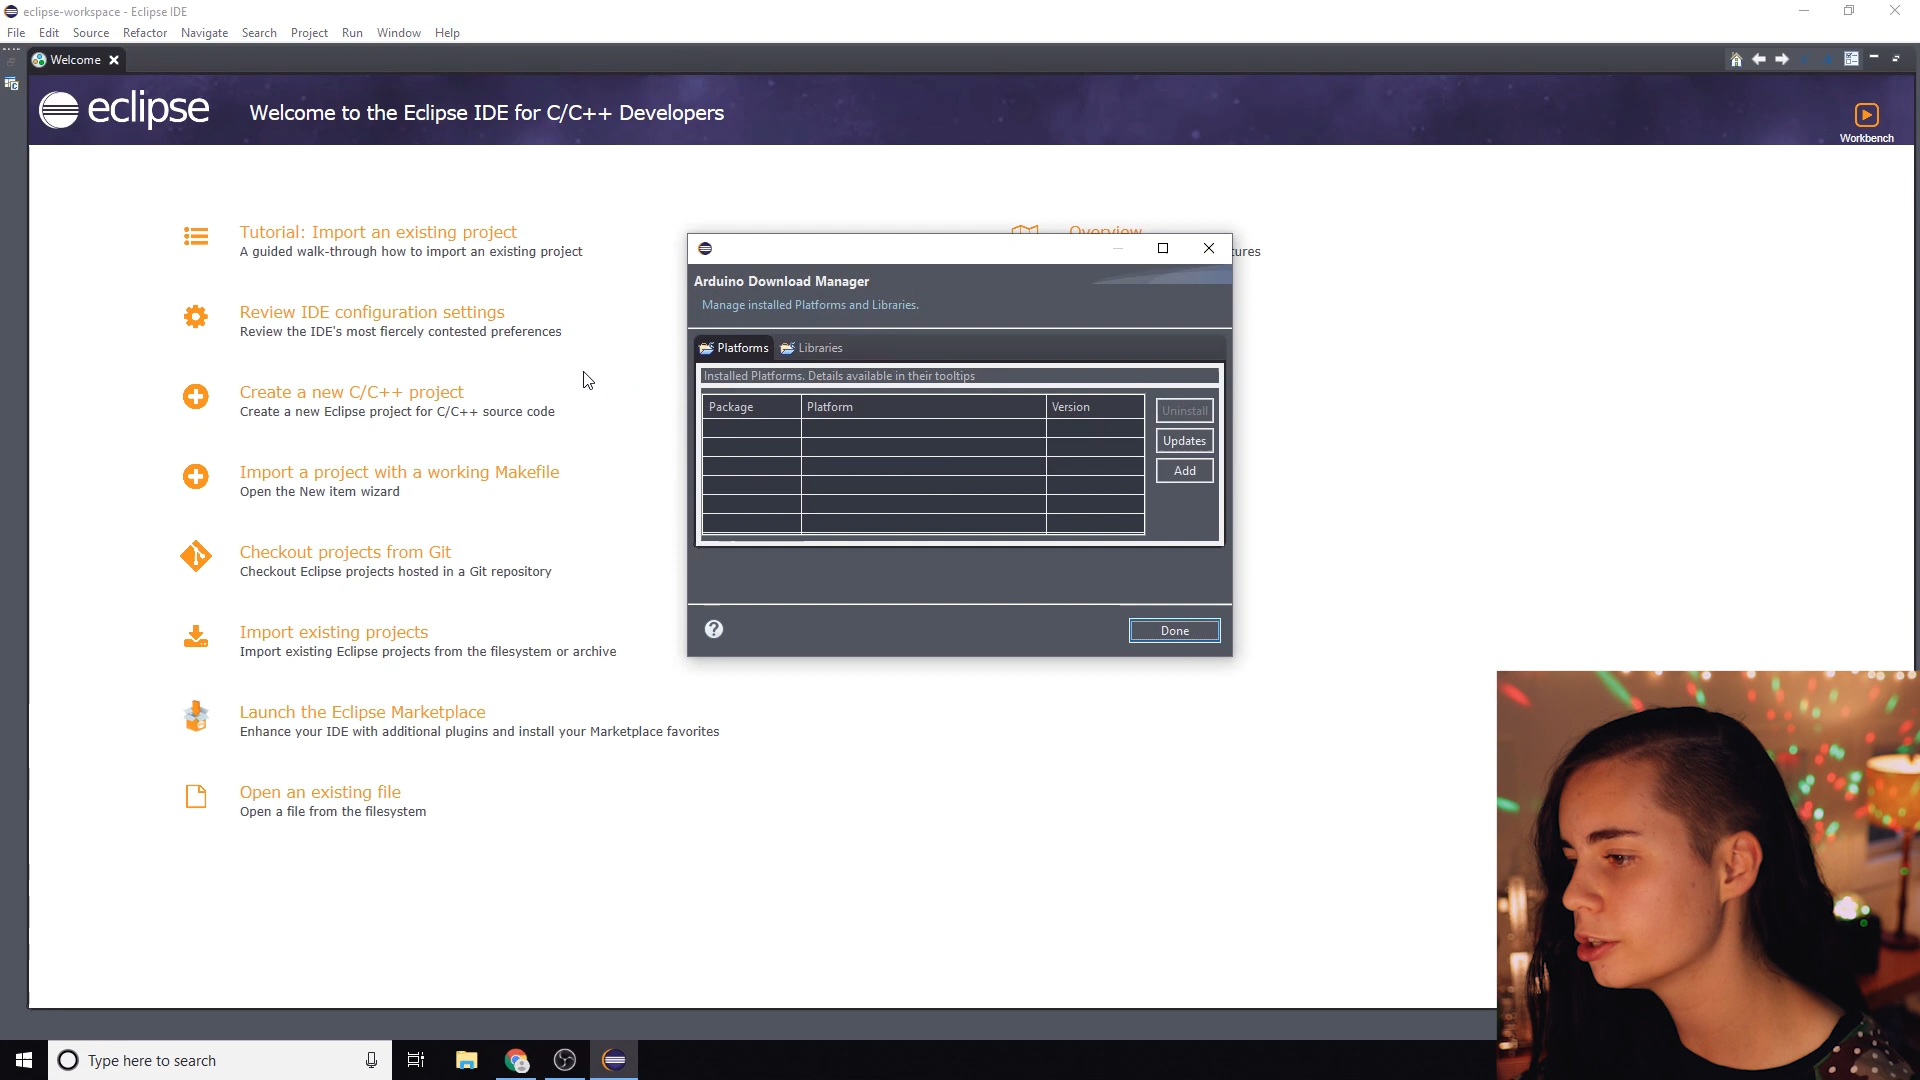 eclipse-workspace - Eclipse IDE
File Edit Source Refactor Navigate Search Project Run Window Help
Welcome
eclipse
Welcome to the Eclipse IDE for C/C++ Developers
Workbench
Tutorial: Import an existing project
A guided walk-through how to import an existing project
Review IDE configuration settings
Review the IDE's most fiercely contested preferences
Create a new C/C++ project
Create a new Eclipse project for C/C++ source code
Import a project with a working Makefile
Open the New item wizard
Checkout projects from Git
Checkout Eclipse projects hosted in a Git repository
Import existing projects
Import existing Eclipse projects from the filesystem or archive
Launch the Eclipse Marketplace
Enhance your IDE with additional plugins and install your Marketplace favorites
Open an existing file
Open a file from the filesystem
Overview
tures
Arduino Download Manager
Manage installed Platforms and Libraries.
Platforms Libraries
Installed Platforms. Details available in their tooltips
Package Platform Version
Uninstall
Updates
Add
Done
Type here to search